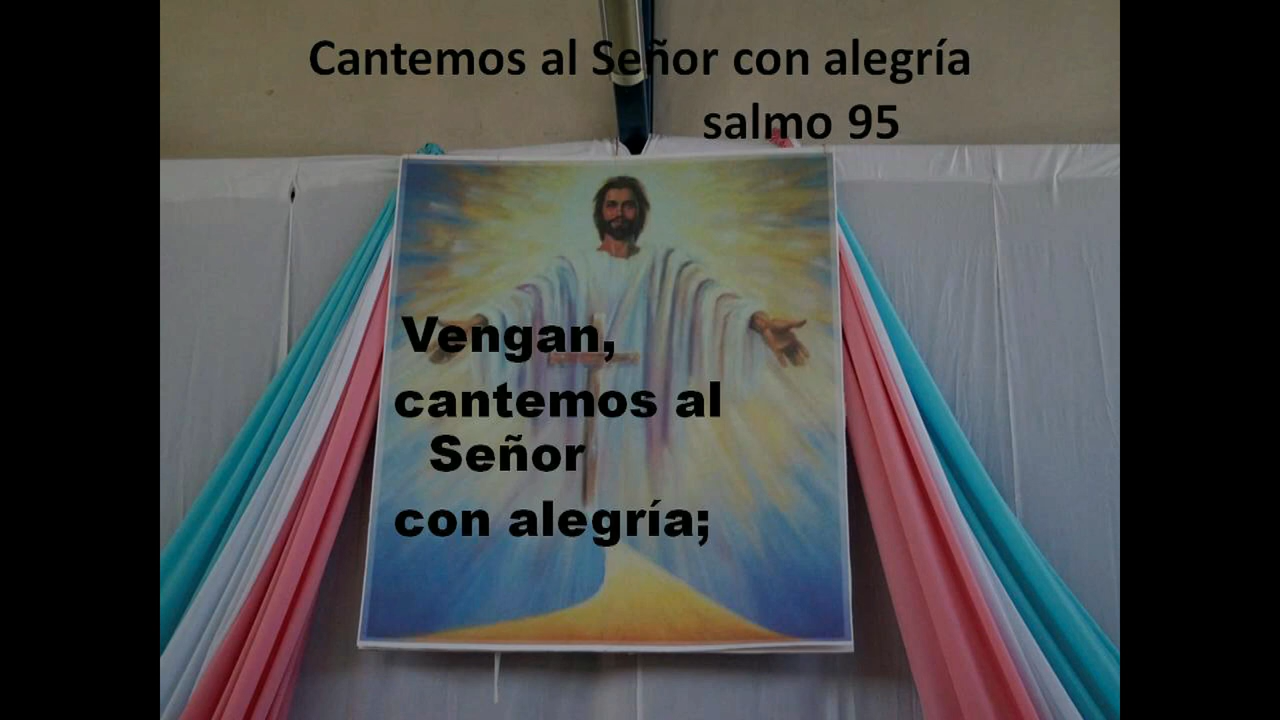 Cantemos al Señor con alegría
salmo 95
Vengan,
cantemos al
Señor
con alegría;